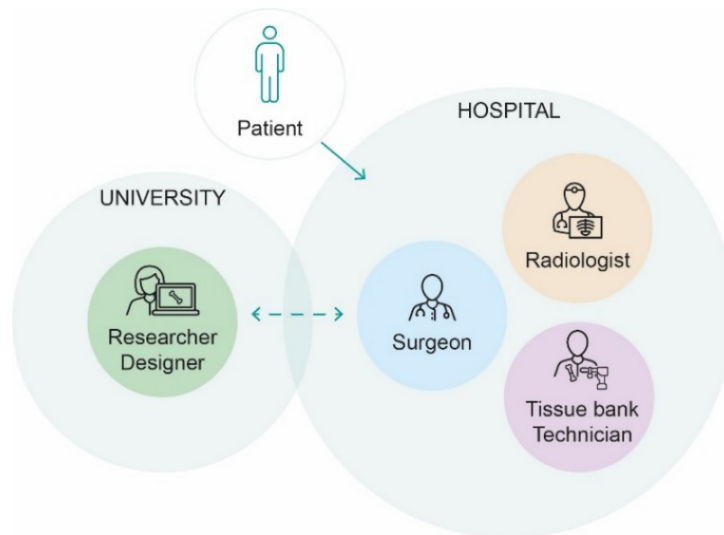 Patient
HOSPITAL
UNIVERSITY
Radiologist
Researcher
Designer
Surgeon
Tissue bank
Technician